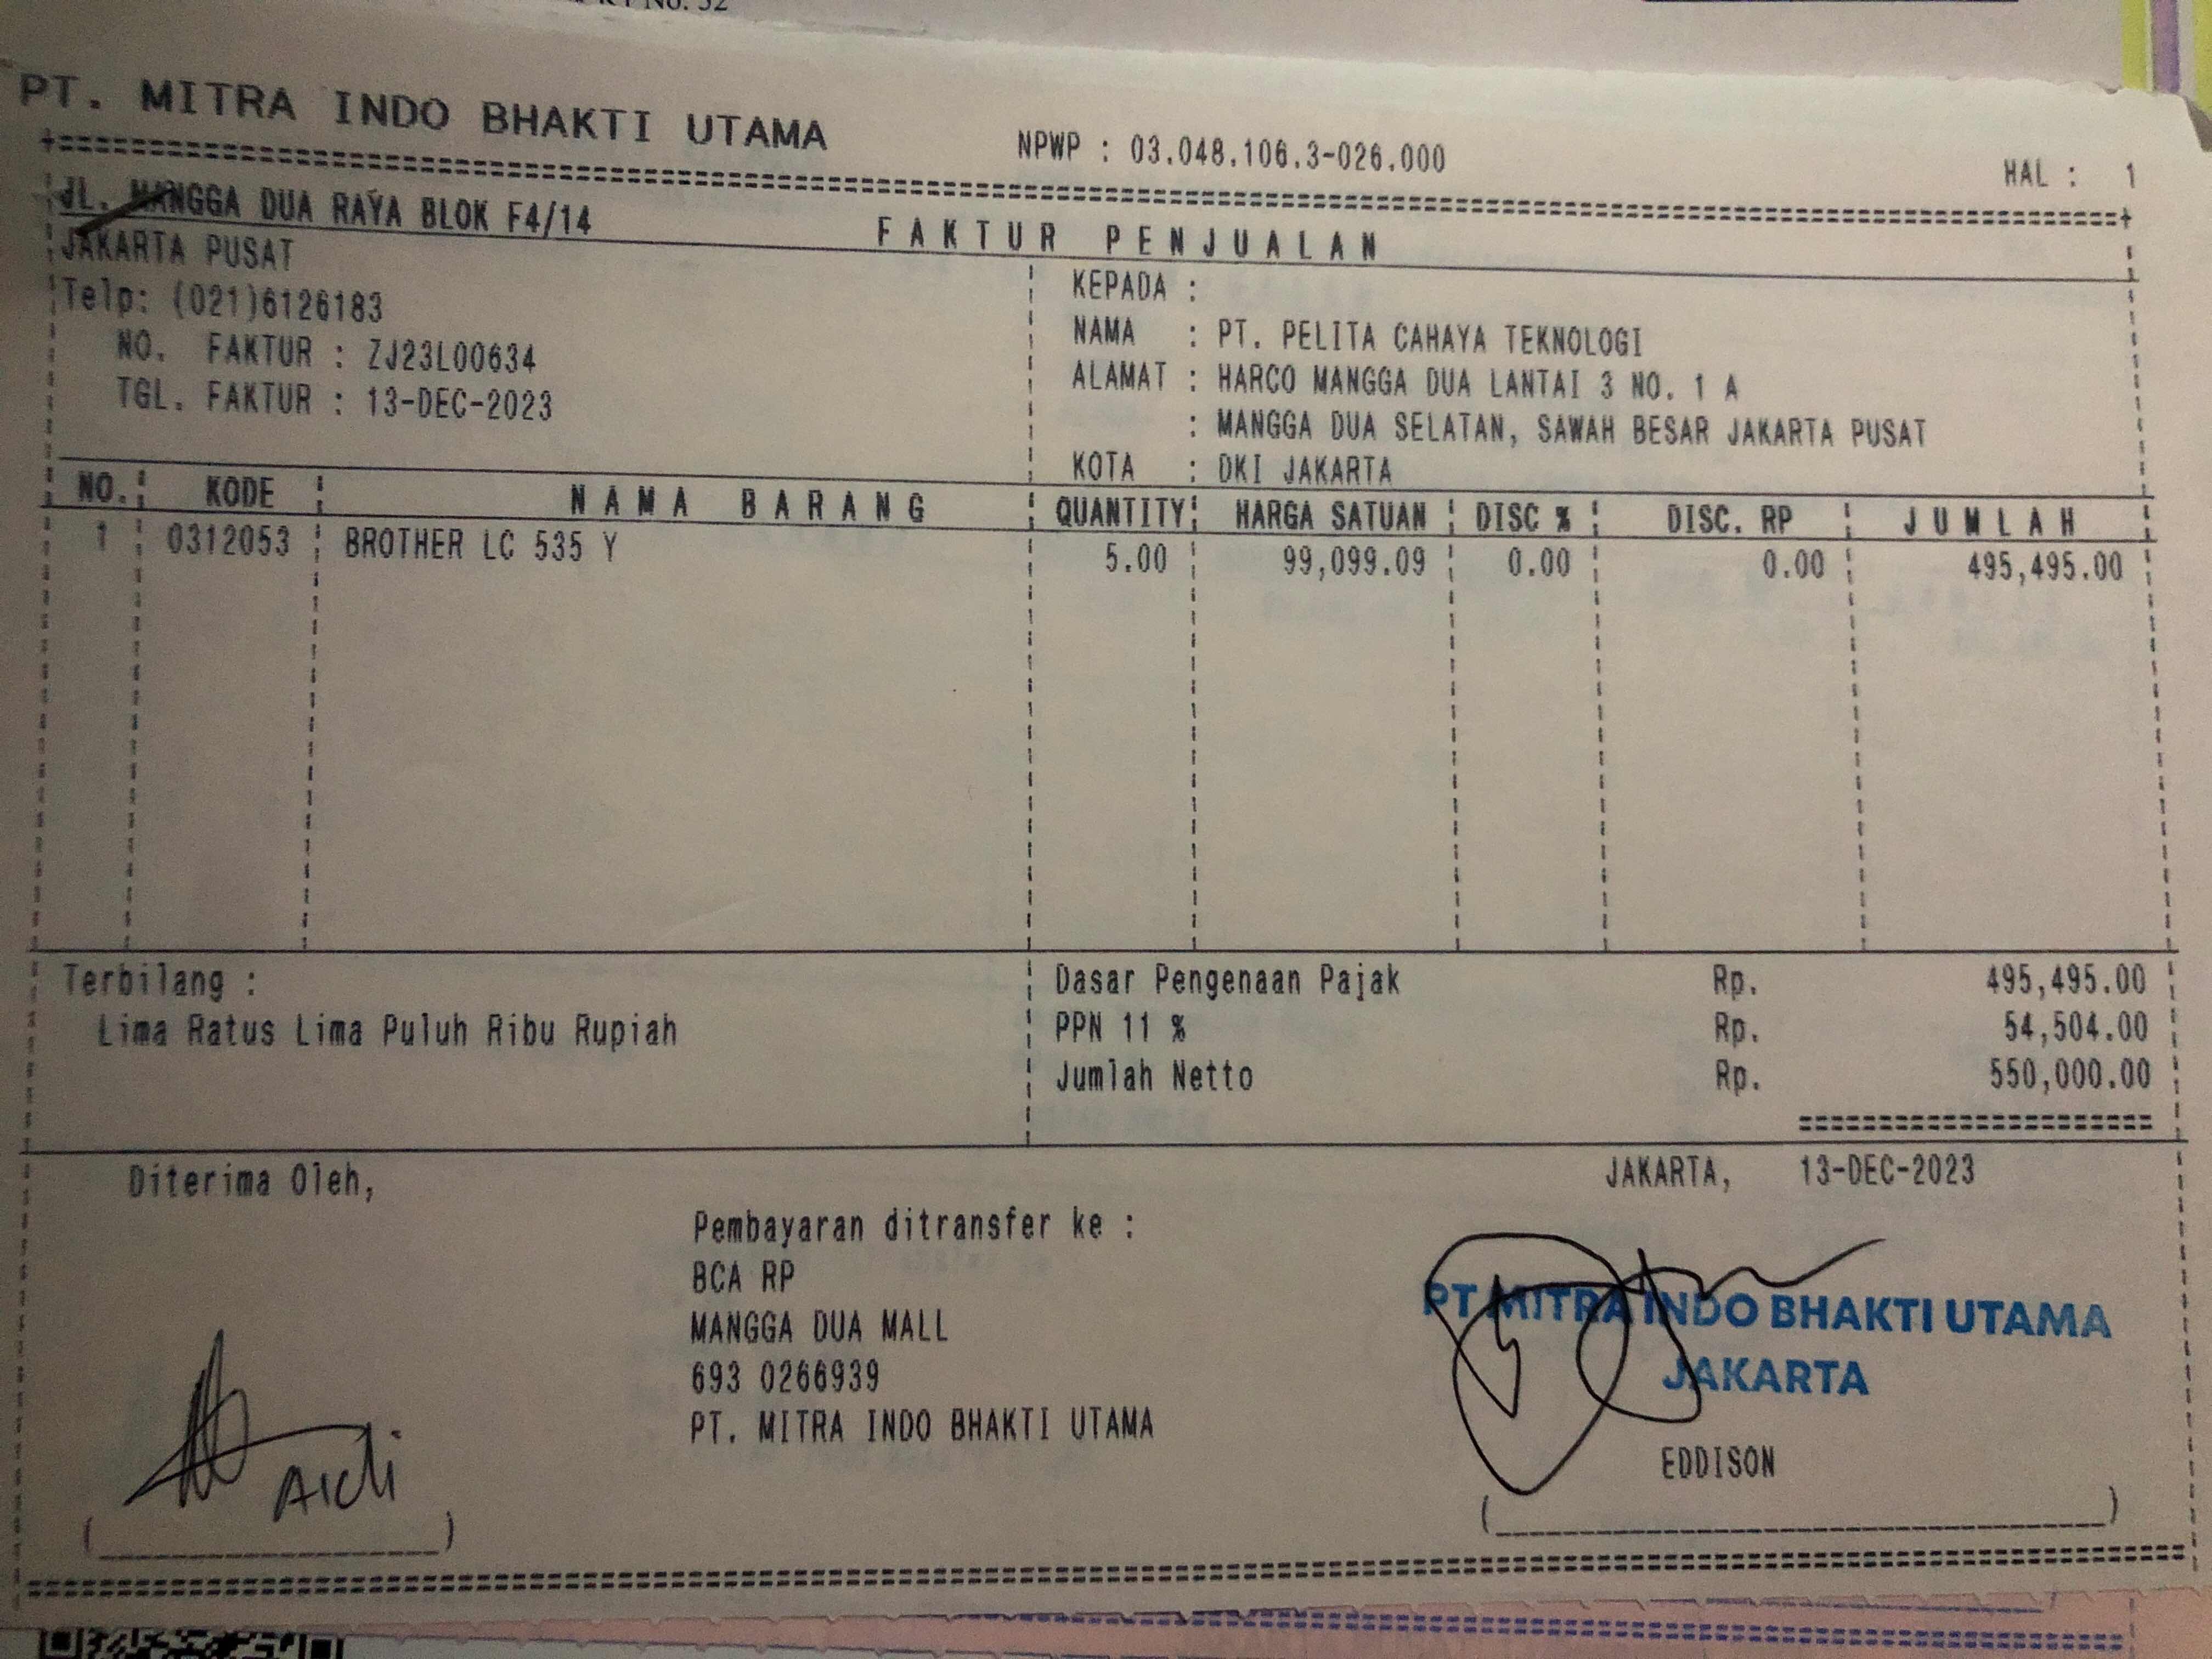 No. 52
PT. MITRA INDO BHAKTI UTAMA
NPWP : 03.048.106.3-026.000
HAL : 1
JL. MANGGA DUA RAYA BLOK F4/14
JAKARTA PUSAT
Telp: (021)6126183
NO. FAKTUR : ZJ23L00634
TGL. FAKTUR : 13-DEC-2023
FAKTUR PENJUALAN
KEPADA :
NAMA : PT. PELITA CAHAYA TEKNOLOGI
ALAMAT : HARCO MANGGA DUA LANTAI 3 NO. 1 A
: MANGGA DUA SELATAN, SAWAH BESAR JAKARTA PUSAT
KOTA : DKI JAKARTA
NO. KODE NAMA BARANG QUANTITY HARGA SATUAN DISC % DISC. RP JUMLAH
1 0312053 BROTHER LC 535 Y 5.00 99,099.09 0.00 0.00 495,495.00
Terbilang :
Lima Ratus Lima Puluh Ribu Rupiah
Dasar Pengenaan Pajak Rp. 495,495.00
PPN 11 % Rp. 54,504.00
Jumlah Netto Rp. 550,000.00
Diterima Oleh,
Aldi
Pembayaran ditransfer ke :
BCA RP
MANGGA DUA MALL
693 0266939
PT. MITRA INDO BHAKTI UTAMA
JAKARTA, 13-DEC-2023
PT MITRA INDO BHAKTI UTAMA
JAKARTA
EDDISON